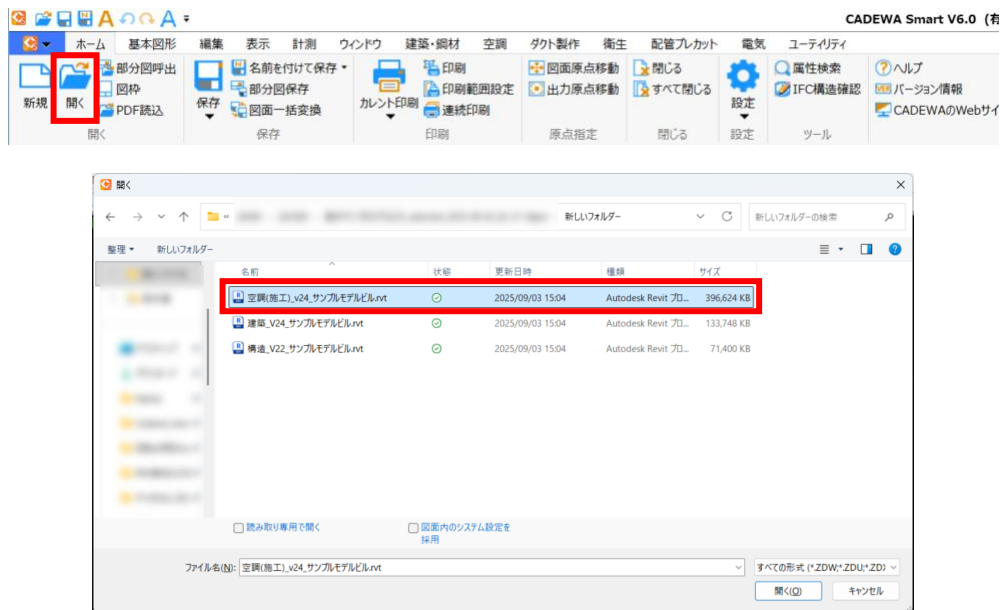 CADEWA Smart V6.0 (有
ホーム 基本図形 編集 表示 計測 ウィンドウ 建築・鋼材 空調 ダクト製作 衛生 配管プレカット 電気 ユーティリティ
新規
開く
部分図呼出
図枠
PDF読込
開く
保存
名前を付けて保存
部分図保存
図面一括変換
保存
カレント印刷
印刷
印刷範囲設定
連続印刷
印刷
図面原点移動
出力原点移動
原点指定
閉じる
すべて閉じる
閉じる
設定
設定
属性検索
IFC構造確認
ツール
ヘルプ
バージョン情報
CADEWAのWebサイ
開く
新しいフォルダー
新しいフォルダーの検索
整理 新しいフォルダー
名前 状態 更新日時 種類 サイズ
空調(施工)_v24_サンプルモデルビル.rvt 2025/09/03 15:04 Autodesk Revit プロ... 396,624 KB
建築_V24_サンプルモデルビル.rvt 2025/09/03 15:04 Autodesk Revit プロ... 133,748 KB
構造_V22_サンプルモデルビル.rvt 2025/09/03 15:04 Autodesk Revit プロ... 71,400 KB
読み取り専用で開く
図面内のシステム設定を
採用
ファイル名(N): 空調(施工)_v24_サンプルモデルビル.rvt すべての形式 (*.ZDW;*.ZDU;*.ZD)
開く(O) キャンセル